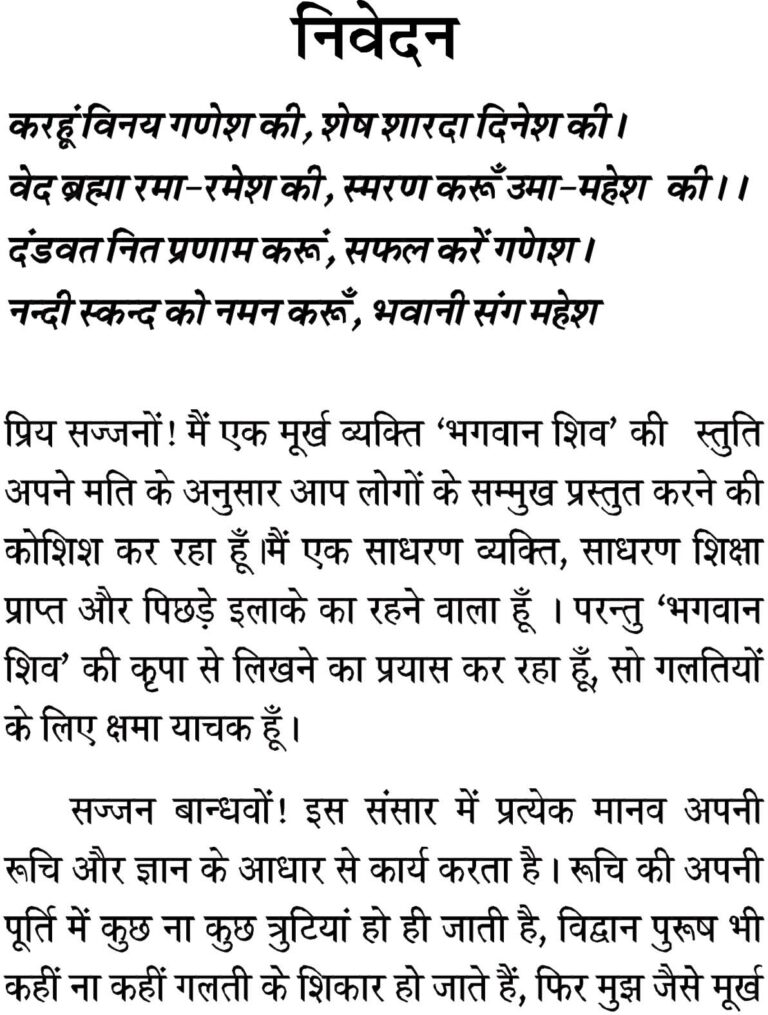 निवेदन
करहूं विनय गणेश की, शेष शारदा दिनेश की।
वेद ब्रह्मा रमा-रमेश की, स्मरण करूँ उमा-महेश की।।
दंडवत नित प्रणाम करूं, सफल करें गणेश।
नन्दी स्कन्द को नमन करूँ, भवानी संग महेश
प्रिय सज्जनों! मैं एक मूर्ख व्यक्ति ‘भगवान शिव’ की स्तुति
अपने मति के अनुसार आप लोगों के सम्मुख प्रस्तुत करने की
कोशिश कर रहा हूँ।मैं एक साधरण व्यक्ति, साधरण शिक्षा
प्राप्त और पिछड़े इलाके का रहने वाला हूँ । परन्तु ‘भगवान
शिव’ की कृपा से लिखने का प्रयास कर रहा हूँ, सो गलतियों
के लिए क्षमा याचक हूँ।
सज्जन बान्धवों! इस संसार में प्रत्येक मानव अपनी
रूचि और ज्ञान के आधार से कार्य करता है। रूचि की अपनी
पूर्ति में कुछ ना कुछ त्रुटियां हो ही जाती है, विद्वान पुरूष भी
कहीं ना कहीं गलती के शिकार हो जाते हैं, फिर मुझ जैसे मूर्ख